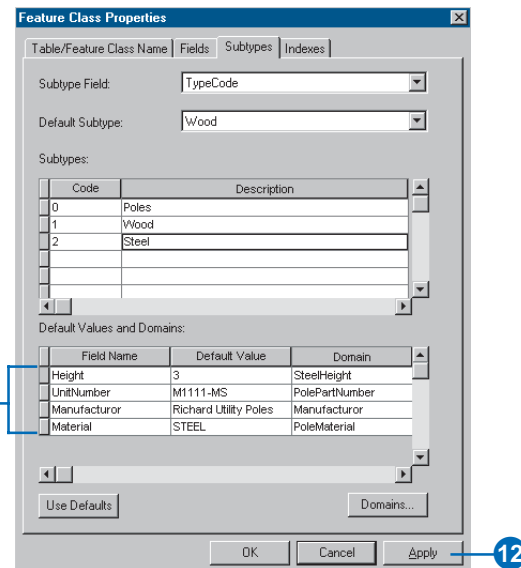 Feature Class Properties
Table/Feature Class Name Fields Subtypes Indexes
Subtype Field: TypeCode
Default Subtype: Wood
Subtypes:
Code Description
0 Poles
1 Wood
2 Steel
Default Values and Domains:
Field Name Default Value Domain
Height 3 SteelHeight
UnitNumber M1111-MS PolePartNumber
Manufacturor Richard Utility Poles Manufacturor
Material STEEL PoleMaterial
Use Defaults Domains...
OK Cancel Apply 12